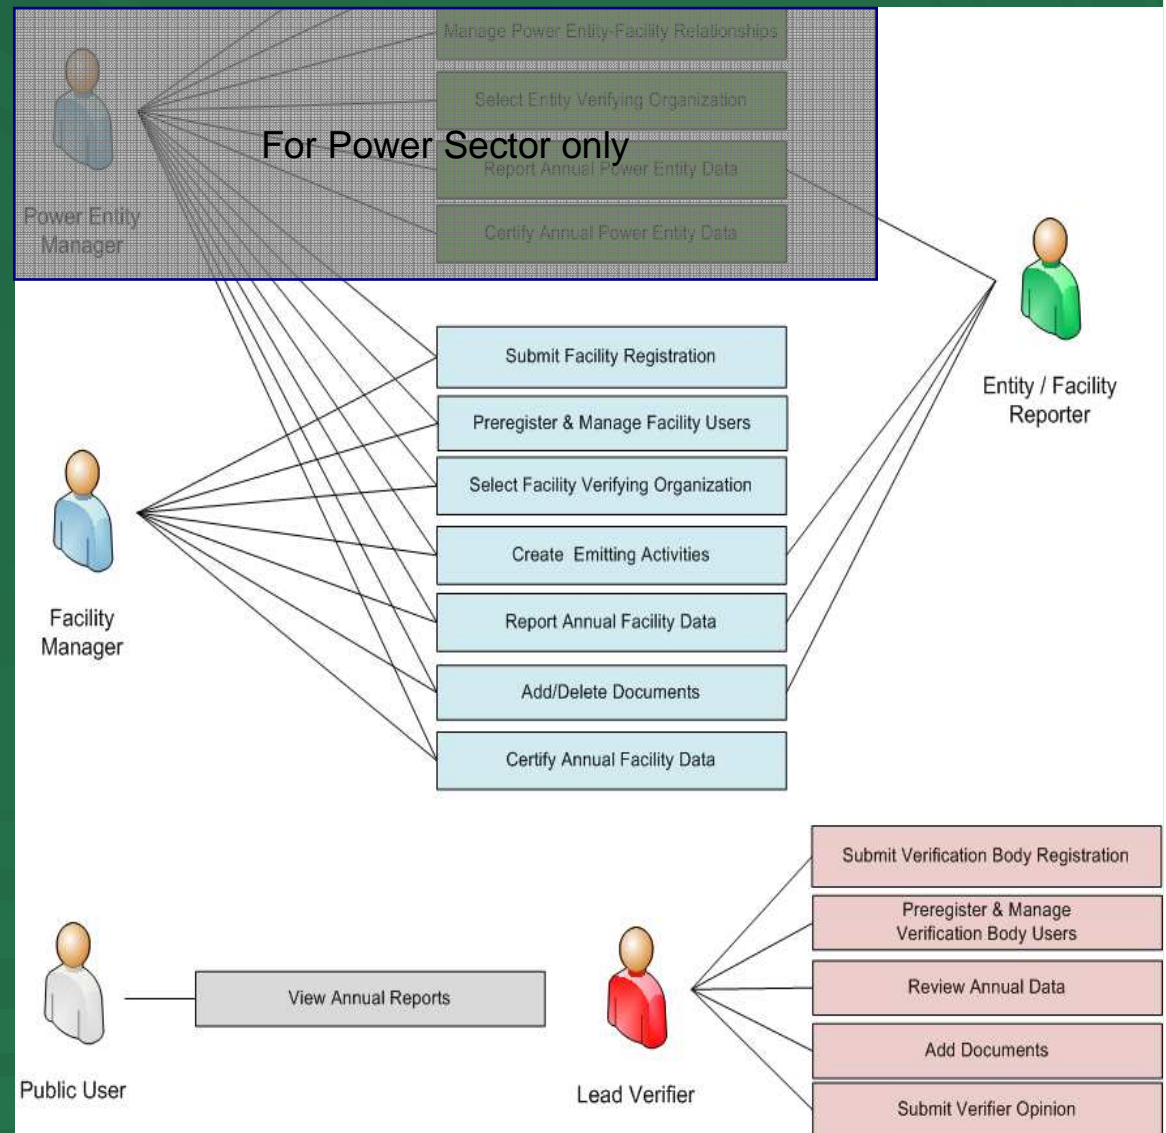 Manage Power Entity-Facility Relationships
Select Entity Verifying Organization
For Power Sector only
Report Annual Power Entity Data
Power Entity
Manager
Certify Annual Power Entity Data
Entity / Facility
Reporter
Submit Facility Registration
Preregister & Manage Facility Users
Select Facility Verifying Organization
Create Emitting Activities
Facility
Manager
Report Annual Facility Data
Add/Delete Documents
Certify Annual Facility Data
Submit Verification Body Registration
Preregister & Manage
Verification Body Users
View Annual Reports
Review Annual Data
Add Documents
Public User
Lead Verifier
Submit Verifier Opinion